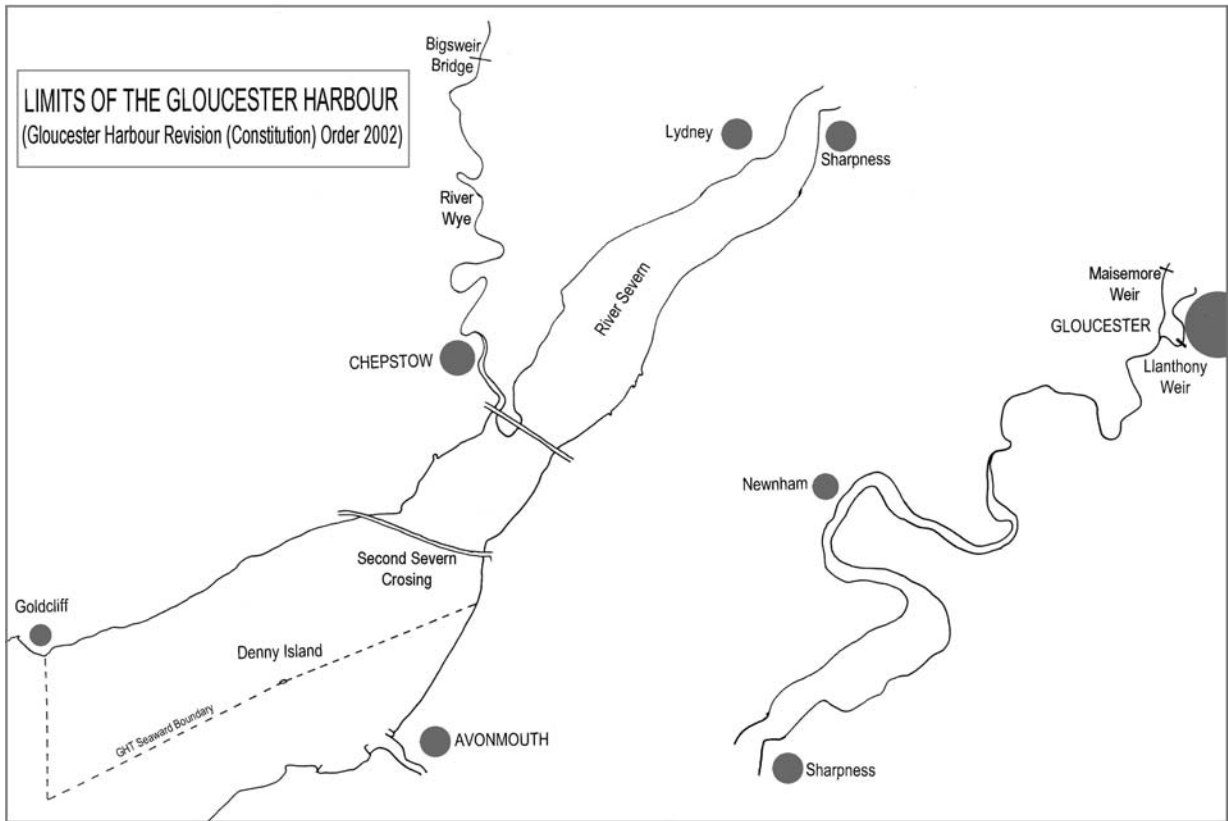 LIMITS OF THE GLOUCESTER HARBOUR
(Gloucester Harbour Revision (Constitution) Order 2002)
Bigsweir
Bridge
River
Wye
CHEPSTOW
Lydney
Sharpness
River Severn
Maisemore
Weir
GLOUCESTER
Llanthony
Weir
Newnham
Second Severn
Crosing
Goldcliff
Denny Island
GHT Seaward Boundary
AVONMOUTH
Sharpness